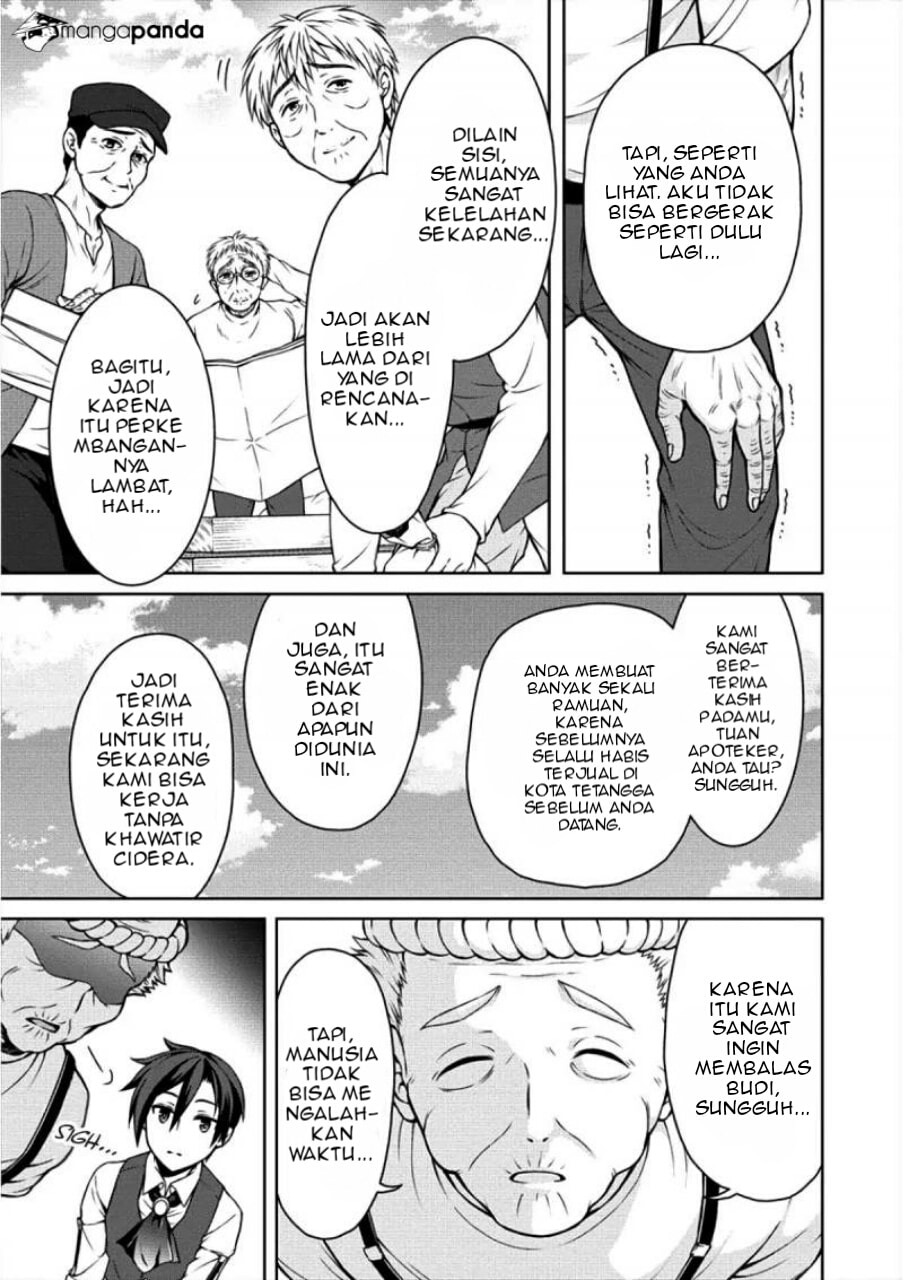 mangapanda
TAPI, SEPERTI
YANG ANDA
LIHAT. AKU TIDAK
BISA BERGERAK
SEPERTI DULU
LAGI...
DILAIN
SISI,
SEMUANYA
SANGAT
KELELAHAN
SEKARANG...
JADI AKAN
LEBIH
LAMA DARI
YANG DI
RENCANA-
KAN...
BAGITU,
JADI
KARENA
ITU PERKE
MBANGAN-
NYA
LAMBAT,
HAH...
KAMI
SANGAT
BER-
TERIMA
KASIH
PADAMU,
TUAN
APOTEKER,
ANDA TAU?
SUNGGUH.
ANDA MEMBUAT
BANYAK SEKALI
RAMUAN,
KARENA
SEBELUMNYA
SELALU HABIS
TERJUAL DI
KOTA TETANGGA
SEBELUM ANDA
DATANG.
DAN
JUGA, ITU
SANGAT
ENAK
DARI
APAPUN
DIDUNIA
INI.
JADI
TERIMA
KASIH
UNTUK ITU,
SEKARANG
KAMI BISA
KERJA
TANPA
KHAWATIR
CIDERA.
KARENA
ITU KAMI
SANGAT
INGIN
MEMBALAS
BUDI,
SUNGGUH...
TAPI,
MANUSIA
TIDAK
BISA ME
NGALAH-
KAN
WAKTU...
SIGH...